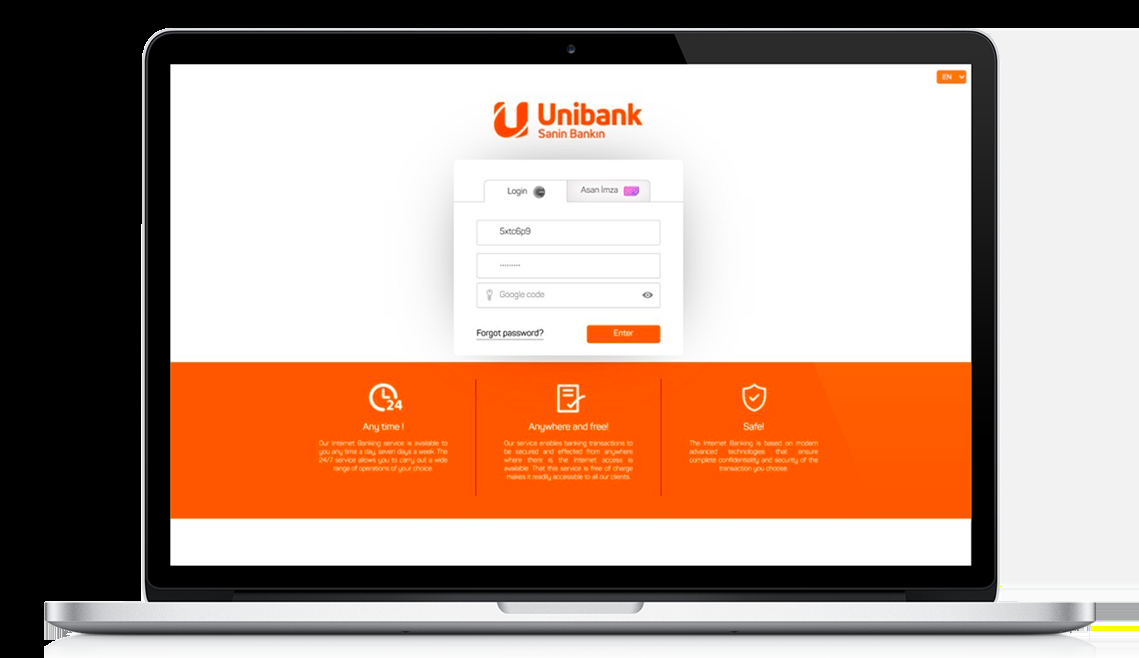 EN
Unibank
Sənin Bankın
Login
Asan İmza
5xtc6p9
Google code
Forgot password?
Enter
24
Any time !
Anywhere and free!
Safe!
Our Internet Banking service is available to
you any time a day, seven days a week. The
24/7 service allows you to carry out a wide
range of operations of your choice
Our service enables banking transactions to
be secured and effected from anywhere
where there is the internet access is
available. That this service is free of charge
makes it readily accessible to all our clients.
The Internet Banking is based on modern
advanced technologies that ensure
complete confidentiality and security of the
transaction you choose.